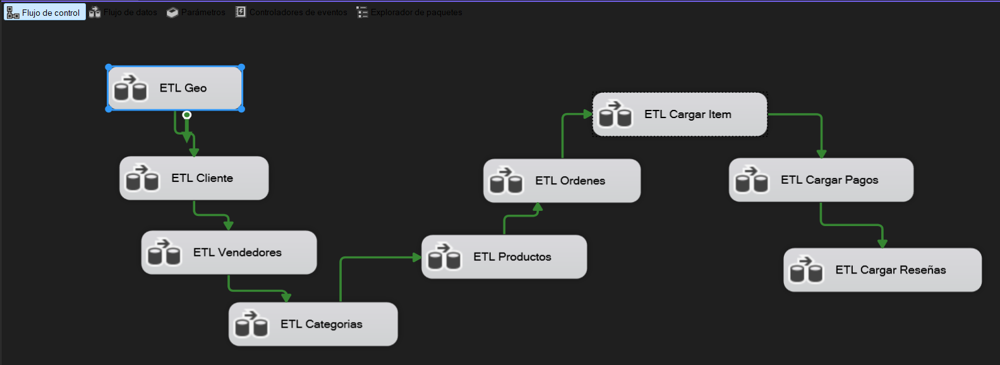 Flujo de control Flujo de datos Parámetros Controladores de eventos Explorador de paquetes
ETL Geo
ETL Cargar Item
ETL Cliente
ETL Ordenes
ETL Cargar Pagos
ETL Vendedores
ETL Productos
ETL Cargar Reseñas
ETL Categorias